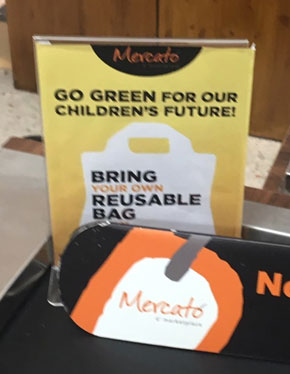 Mercato
GO GREEN FOR OUR
CHILDREN'S FUTURE!
BRING
YOUR OWN
REUSABLE
BAG
Mercato